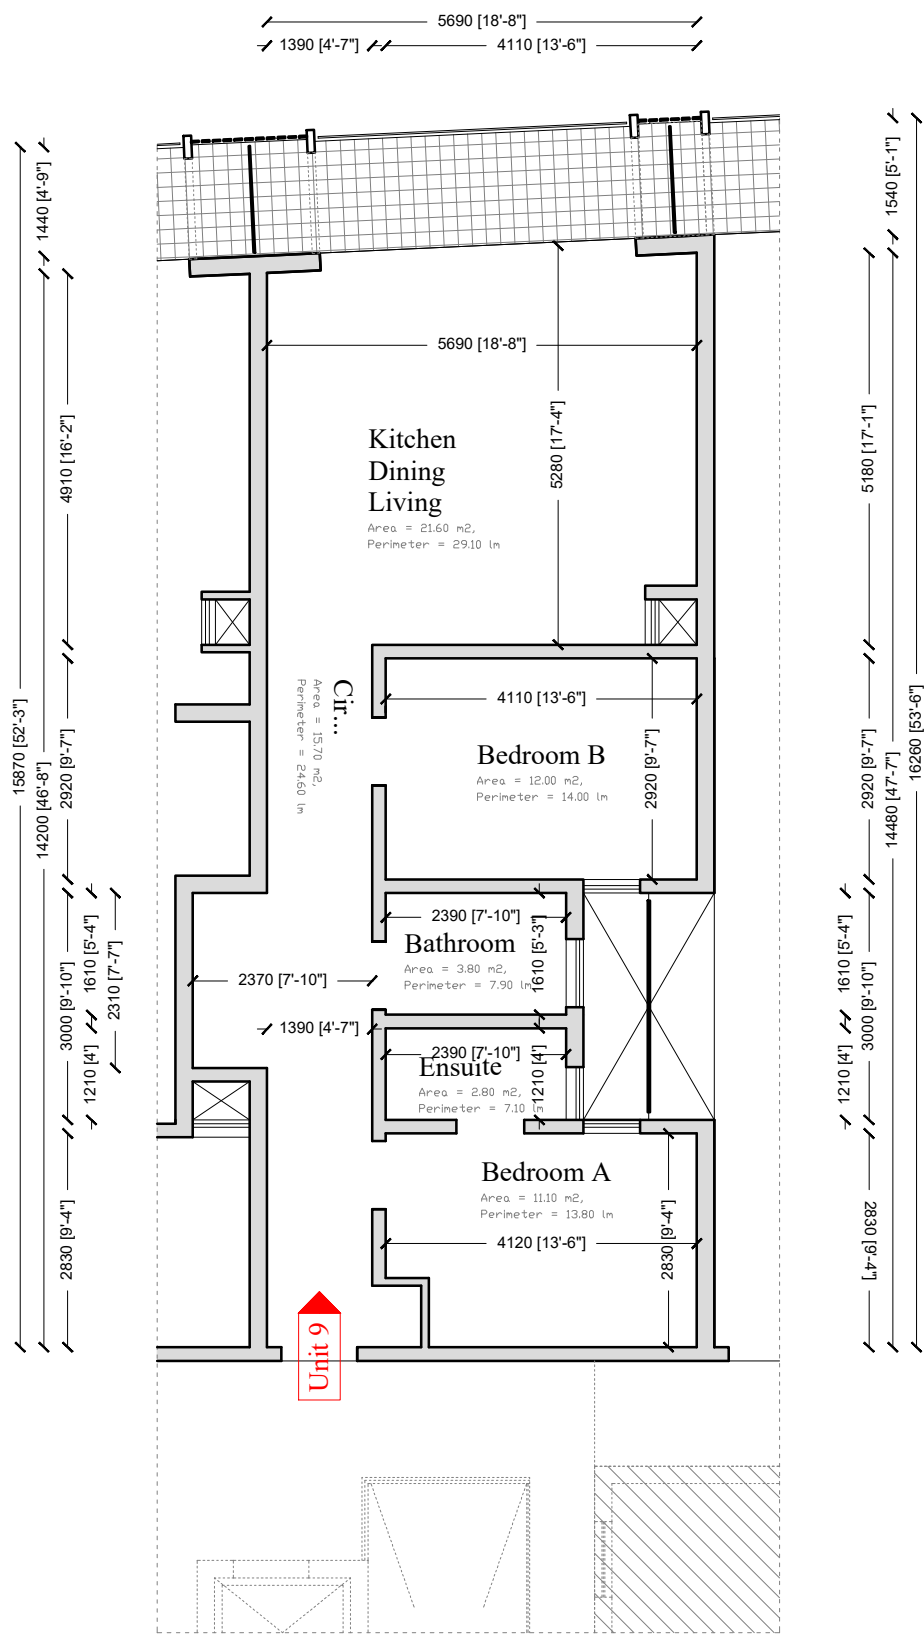 5690 [18'-8"]
1390 [4'-7"]
4110 [13'-6"]
1440 [4'-9"]
1540 [5'-1"]
5690 [18'-8"]
5280 [17'-4"]
4910 [16'-2"]
5180 [17'-1"]
Kitchen
Dining
Living
Area = 21.60 m2,
Perimeter = 29.10 lm
Cir...
Area = 15.70 m2,
Perimeter = 24.60 lm
4110 [13'-6"]
2920 [9'-7"]
Bedroom B
Area = 12.00 m2,
Perimeter = 14.00 lm
15870 [52'-3"]
14200 [46'-8"]
2920 [9'-7"]
2920 [9'-7"]
14480 [47'-7"]
16260 [53'-6"]
2390 [7'-10"]
1610 [5'-3"]
Bathroom
Area = 3.80 m2,
Perimeter = 7.90 lm
3000 [9'-10"]
1610 [5'-4"]
2310 [7'-7"]
2370 [7'-10"]
1390 [4'-7"]
1610 [5'-4"]
3000 [9'-10"]
2390 [7'-10"]
1210 [4']
Ensuite
Area = 2.80 m2,
Perimeter = 7.10 lm
1210 [4']
1210 [4']
Bedroom A
Area = 11.10 m2,
Perimeter = 13.80 lm
4120 [13'-6"]
2830 [9'-4"]
2830 [9'-4"]
2830 [9'-4"]
Unit 9